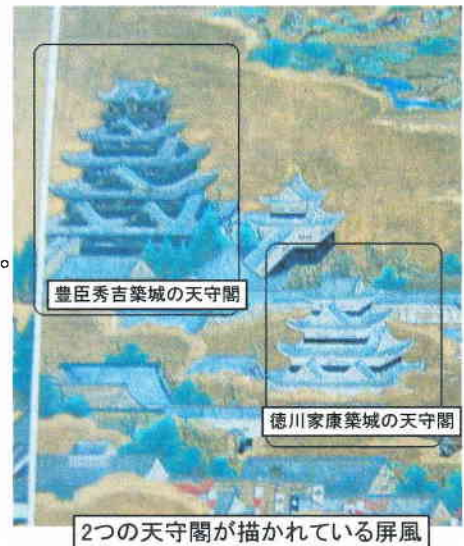 。
豊臣秀吉築城の天守閣
徳川家康築城の天守閣
2つの天守閣が描かれている屏風